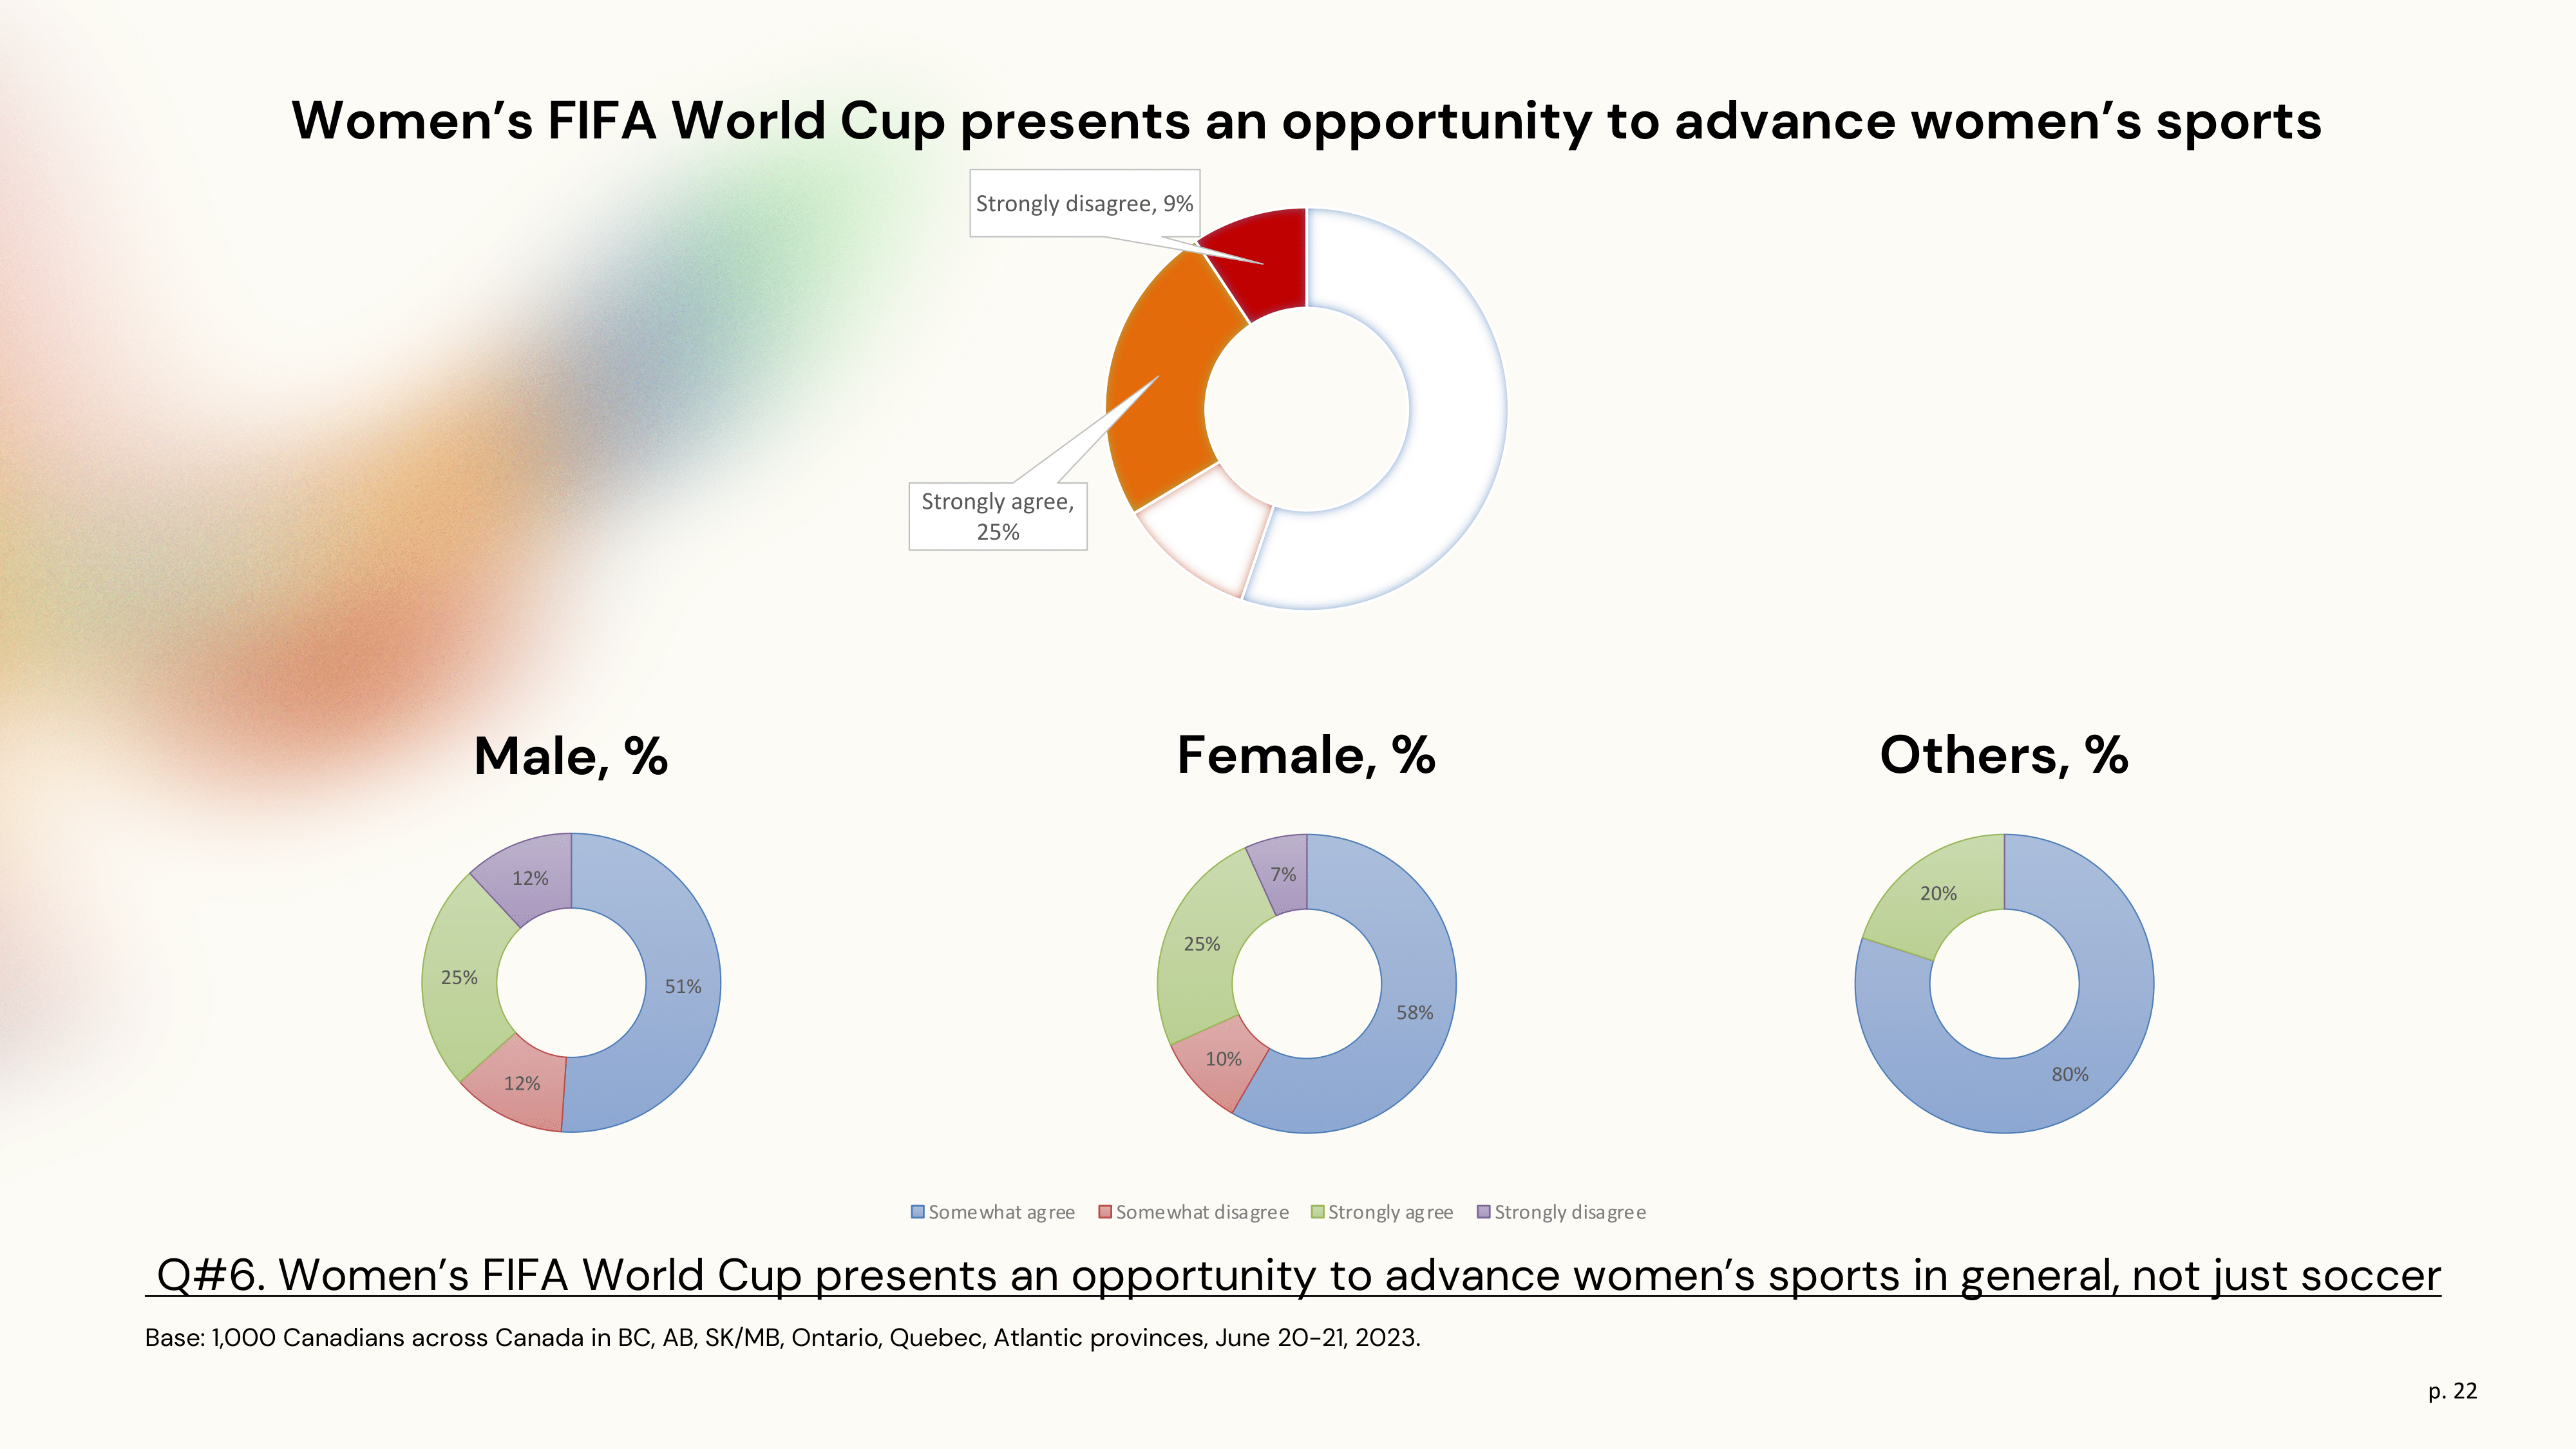 Women’s FIFA World Cup presents an opportunity to advance women’s sports
Strongly disagree, 9%
Strongly agree,
25%
Male, %
Female, %
Others, %
12%
51%
12%
25%
7%
58%
10%
25%
20%
80%
Somewhat agree
Somewhat disagree
Strongly agree
Strongly disagree
Q#6. Women’s FIFA World Cup presents an opportunity to advance women’s sports in general, not just soccer
Base: 1,000 Canadians across Canada in BC, AB, SK/MB, Ontario, Quebec, Atlantic provinces, June 20-21, 2023.
p. 22